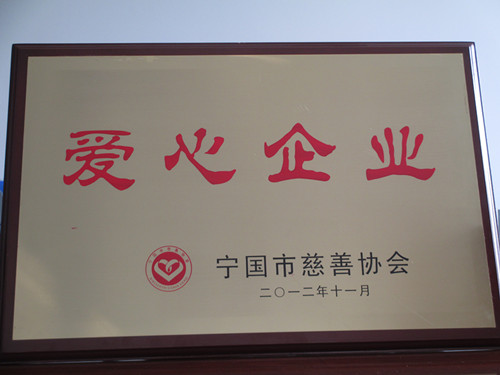 爱心企业
宁国市慈善协会
二〇一二年十一月